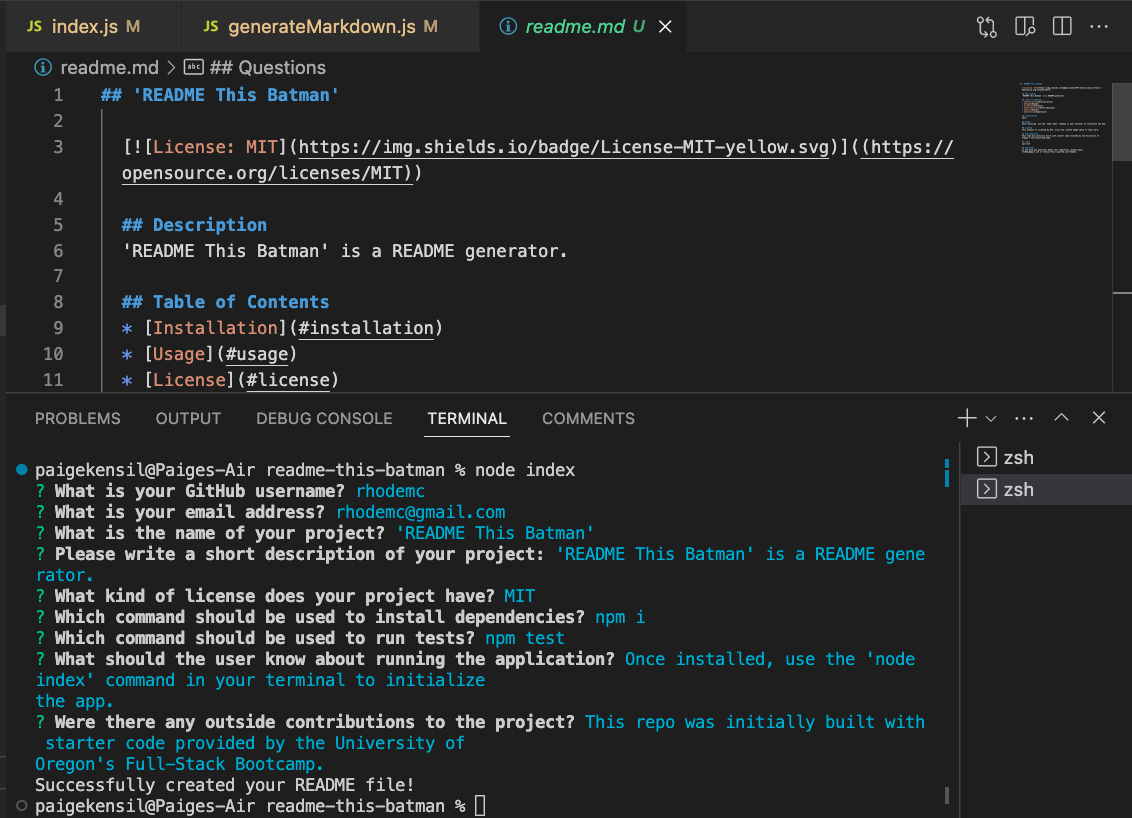 JS index.js M JS generateMarkdown.js M readme.md U
readme.md > abc ## Questions
1 ## 'README This Batman'
2
3 [![License: MIT](https://img.shields.io/badge/License-MIT-yellow.svg)]((https://
opensource.org/licenses/MIT))
4
5 ## Description
6 'README This Batman' is a README generator.
7
8 ## Table of Contents
9 * [Installation](#installation)
10 * [Usage](#usage)
11 * [License](#license)
PROBLEMS OUTPUT DEBUG CONSOLE TERMINAL COMMENTS
paigekensil@Paiges-Air readme-this-batman % node index
? What is your GitHub username? rhodemc
? What is your email address? rhodemc@gmail.com
? What is the name of your project? 'README This Batman'
? Please write a short description of your project: 'README This Batman' is a README gene
rator.
? What kind of license does your project have? MIT
? Which command should be used to install dependencies? npm i
? Which command should be used to run tests? npm test
? What should the user know about running the application? Once installed, use the 'node
index' command in your terminal to initialize
the app.
? Were there any outside contributions to the project? This repo was initially built with
starter code provided by the University of
Oregon's Full-Stack Bootcamp.
Successfully created your README file!
paigekensil@Paiges-Air readme-this-batman %
zsh
zsh